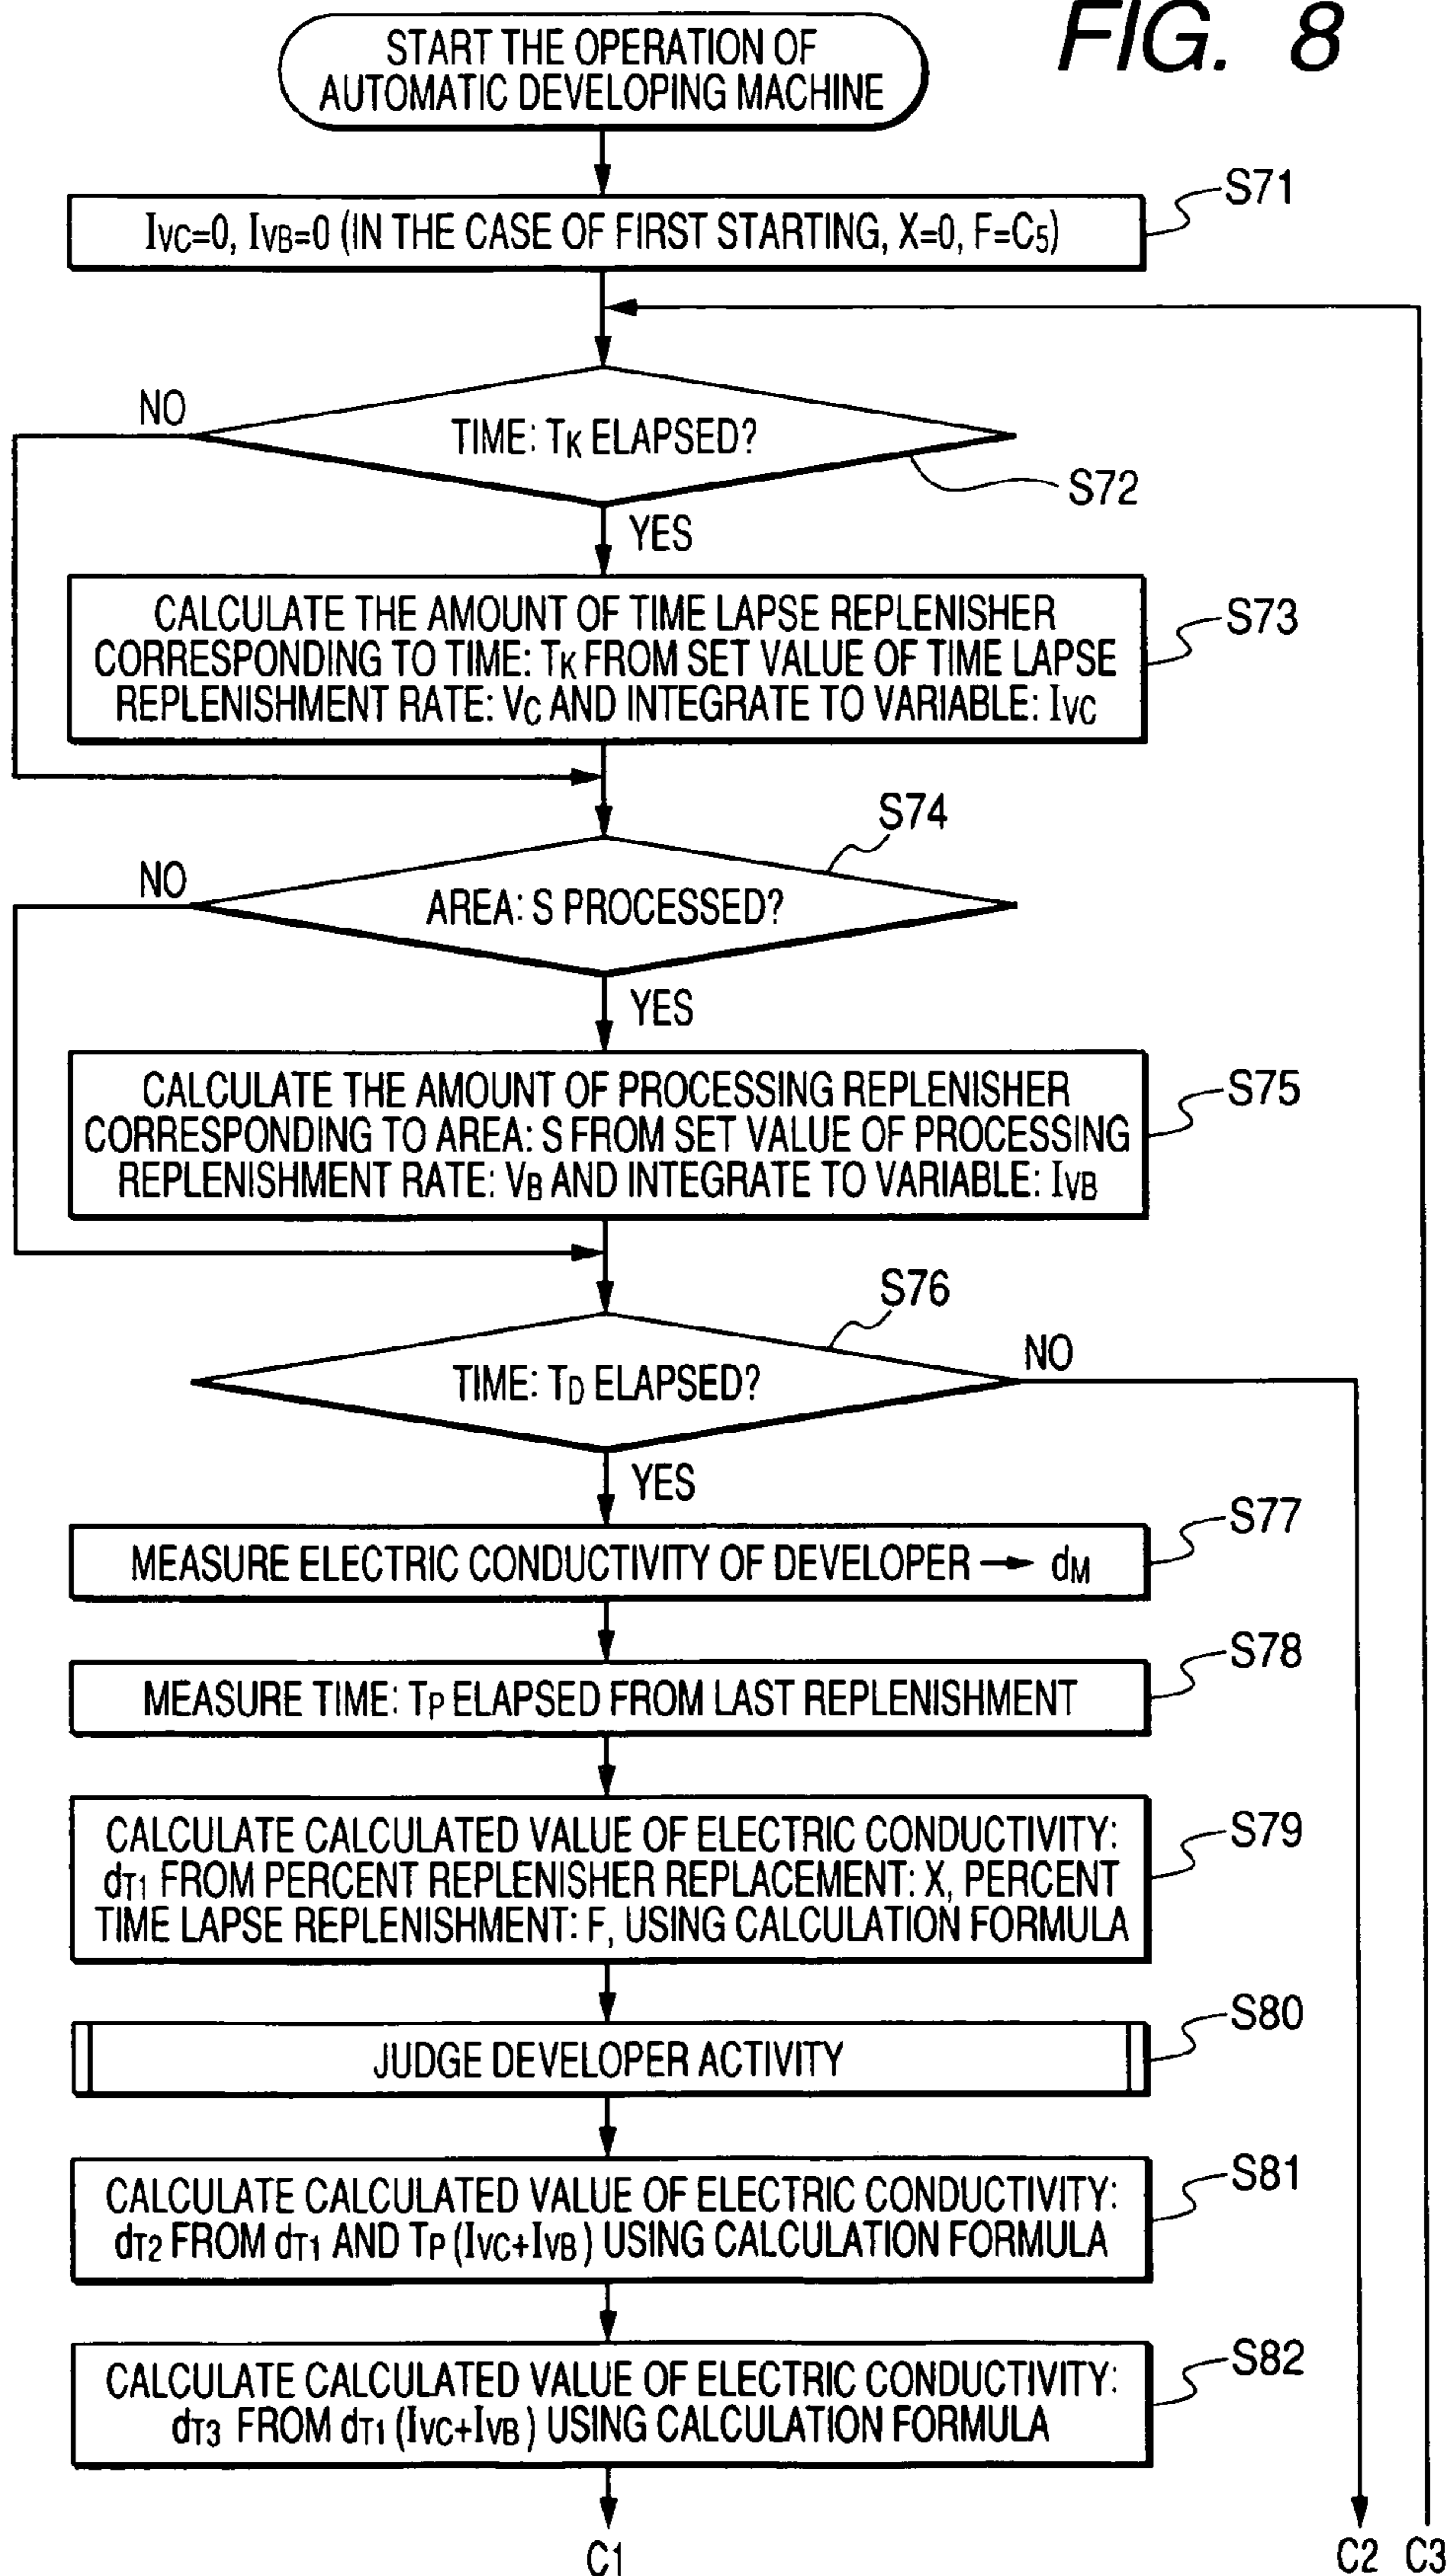 FIG. 8
START THE OPERATION OF
AUTOMATIC DEVELOPING MACHINE
S71
IVC=0, IVB=0 (IN THE CASE OF FIRST STARTING, X=0, F=C5)
NO
TIME: TK ELAPSED?
S72
YES
CALCULATE THE AMOUNT OF TIME LAPSE REPLENISHER
CORRESPONDING TO TIME: TK FROM SET VALUE OF TIME LAPSE
REPLENISHMENT RATE: VC AND INTEGRATE TO VARIABLE: IVC
S73
S74
NO
AREA: S PROCESSED?
YES
CALCULATE THE AMOUNT OF PROCESSING REPLENISHER
CORRESPONDING TO AREA: S FROM SET VALUE OF PROCESSING
REPLENISHMENT RATE: VB AND INTEGRATE TO VARIABLE: IVB
S75
S76
NO
TIME: TD ELAPSED?
YES
S77
MEASURE ELECTRIC CONDUCTIVITY OF DEVELOPER → dM
S78
MEASURE TIME: TP ELAPSED FROM LAST REPLENISHMENT
S79
CALCULATE CALCULATED VALUE OF ELECTRIC CONDUCTIVITY:
dT1 FROM PERCENT REPLENISHER REPLACEMENT: X, PERCENT
TIME LAPSE REPLENISHMENT: F, USING CALCULATION FORMULA
S80
JUDGE DEVELOPER ACTIVITY
S81
CALCULATE CALCULATED VALUE OF ELECTRIC CONDUCTIVITY:
dT2 FROM dT1 AND TP (IVC+IVB) USING CALCULATION FORMULA
S82
CALCULATE CALCULATED VALUE OF ELECTRIC CONDUCTIVITY:
dT3 FROM dT1 (IVC+IVB) USING CALCULATION FORMULA
C1
C2
C3